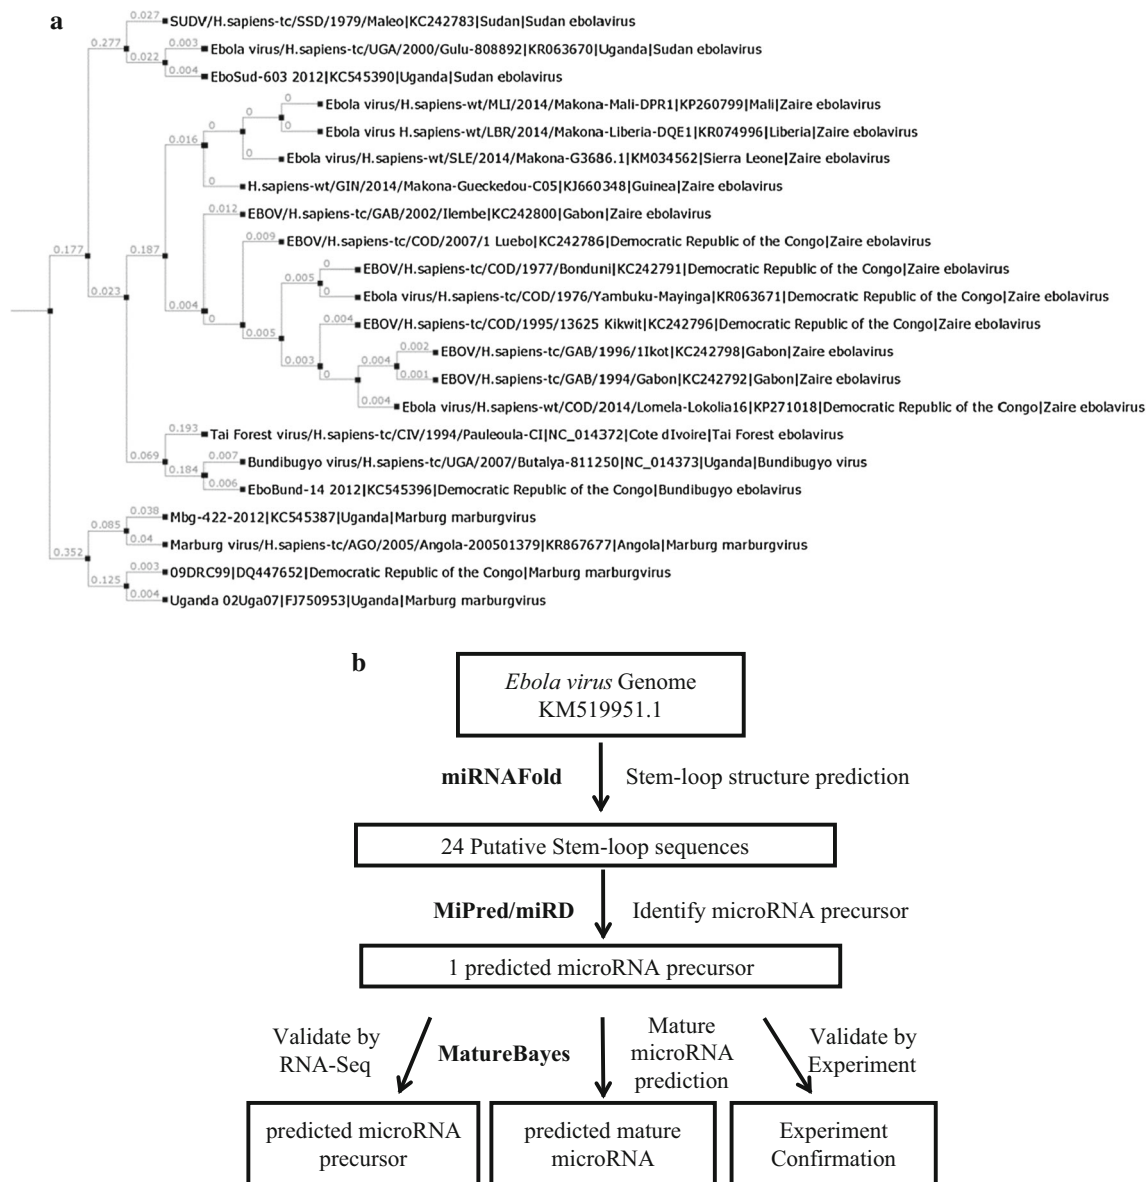 a
0.027
SUDV/H.sapiens-tc/SSD/1979/Maleo|KC242783|Sudan|Sudan ebolavirus
0.277
0.003
Ebola virus/H.sapiens-tc/UGA/2000/Gulu-808892|KR063670|Uganda|Sudan ebolavirus
0.022
0.004
EboSud-603 2012|KC545390|Uganda|Sudan ebolavirus
0
Ebola virus/H.sapiens-wt/MLI/2014/Makona-Mali-DPR1|KP260799|Mali|Zaire ebolavirus
0
0
0
Ebola virus H.sapiens-wt/LBR/2014/Makona-Liberia-DQE1|KR074996|Liberia|Zaire ebolavirus
0.016
0
Ebola virus/H.sapiens-wt/SLE/2014/Makona-G3686.1|KM034562|Sierra Leone|Zaire ebolavirus
0
H.sapiens-wt/GIN/2014/Makona-Gueckedou-C05|KJ660348|Guinea|Zaire ebolavirus
0.012
EBOV/H.sapiens-tc/GAB/2002/Ilembe|KC242800|Gabon|Zaire ebolavirus
0.177
0.187
0.009
EBOV/H.sapiens-tc/COD/2007/1 Luebo|KC242786|Democratic Republic of the Congo|Zaire ebolavirus
0
EBOV/H.sapiens-tc/COD/1977/Bonduni|KC242791|Democratic Republic of the Congo|Zaire ebolavirus
0.005
0.023
0
Ebola virus/H.sapiens-tc/COD/1976/Yambuku-Mayinga|KR063671|Democratic Republic of the Congo|Zaire ebolavirus
0.004
0
0.004
EBOV/H.sapiens-tc/COD/1995/13625 Kikwit|KC242796|Democratic Republic of the Congo|Zaire ebolavirus
0.005
0.002
EBOV/H.sapiens-tc/GAB/1996/1Ikot|KC242798|Gabon|Zaire ebolavirus
0.003
0.004
0
0.001
EBOV/H.sapiens-tc/GAB/1994/Gabon|KC242792|Gabon|Zaire ebolavirus
0.004
Ebola virus/H.sapiens-wt/COD/2014/Lomela-Lokolia16|KP271018|Democratic Republic of the Congo|Zaire ebolavirus
0.193
Tai Forest virus/H.sapiens-tc/CIV/1994/Pauleoula-CI|NC_014372|Cote dIvoire|Tai Forest ebolavirus
0.069
0.007
Bundibugyo virus/H.sapiens-tc/UGA/2007/Butalya-811250|NC_014373|Uganda|Bundibugyo virus
0.184
0.006
EboBund-14 2012|KC545396|Democratic Republic of the Congo|Bundibugyo ebolavirus
0.038
Mbg-422-2012|KC545387|Uganda|Marburg marburgvirus
0.085
0.04
Marburg virus/H.sapiens-tc/AGO/2005/Angola-200501379|KR867677|Angola|Marburg marburgvirus
0.352
0.003
09DRC99|DQ447652|Democratic Republic of the Congo|Marburg marburgvirus
0.125
0.004
Uganda 02Uga07|FJ750953|Uganda|Marburg marburgvirus
b
Ebola virus Genome
KM519951.1
miRNAFold Stem-loop structure prediction
24 Putative Stem-loop sequences
MiPred/miRD Identify microRNA precursor
1 predicted microRNA precursor
Validate by
RNA-Seq
MatureBayes
Mature
microRNA
prediction
Validate by
Experiment
predicted microRNA
precursor
predicted mature
microRNA
Experiment
Confirmation